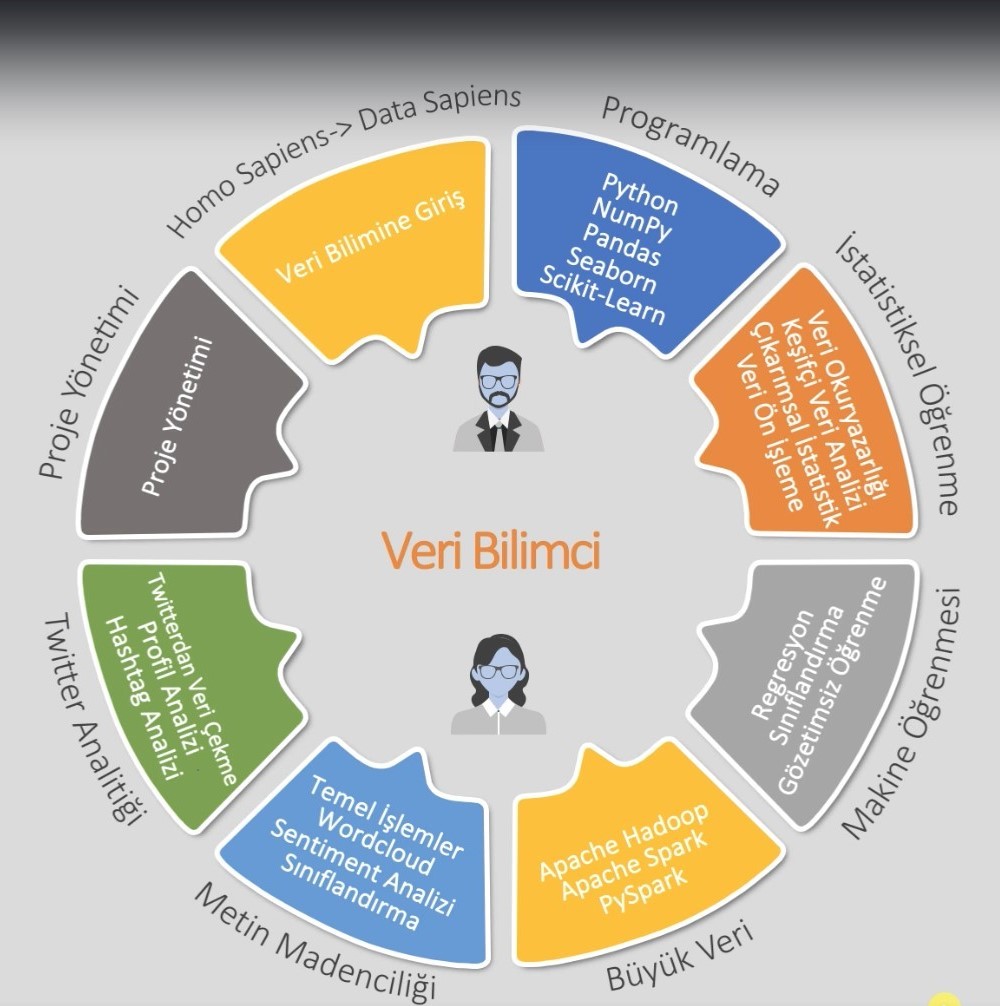 Homo Sapiens-> Data Sapiens
Veri Bilimine Giriş
Programlama
Python
NumPy
Pandas
Seaborn
Scikit-Learn
İstatistiksel Öğrenme
Veri Okuryazarlığı
Keşifçi Veri Analizi
Çıkarımsal İstatistik
Veri Ön İşleme
Makine Öğrenmesi
Regresyon
Sınıflandırma
Gözetimsiz Öğrenme
Büyük Veri
Apache Hadoop
Apache Spark
PySpark
Metin Madenciliği
Temel İşlemler
Wordcloud
Sentiment Analizi
Sınıflandırma
Twitter Analitiği
Twitterdan Veri Çekme
Profil Analizi
Hashtag Analizi
Proje Yönetimi
Proje Yönetimi
Veri Bilimci